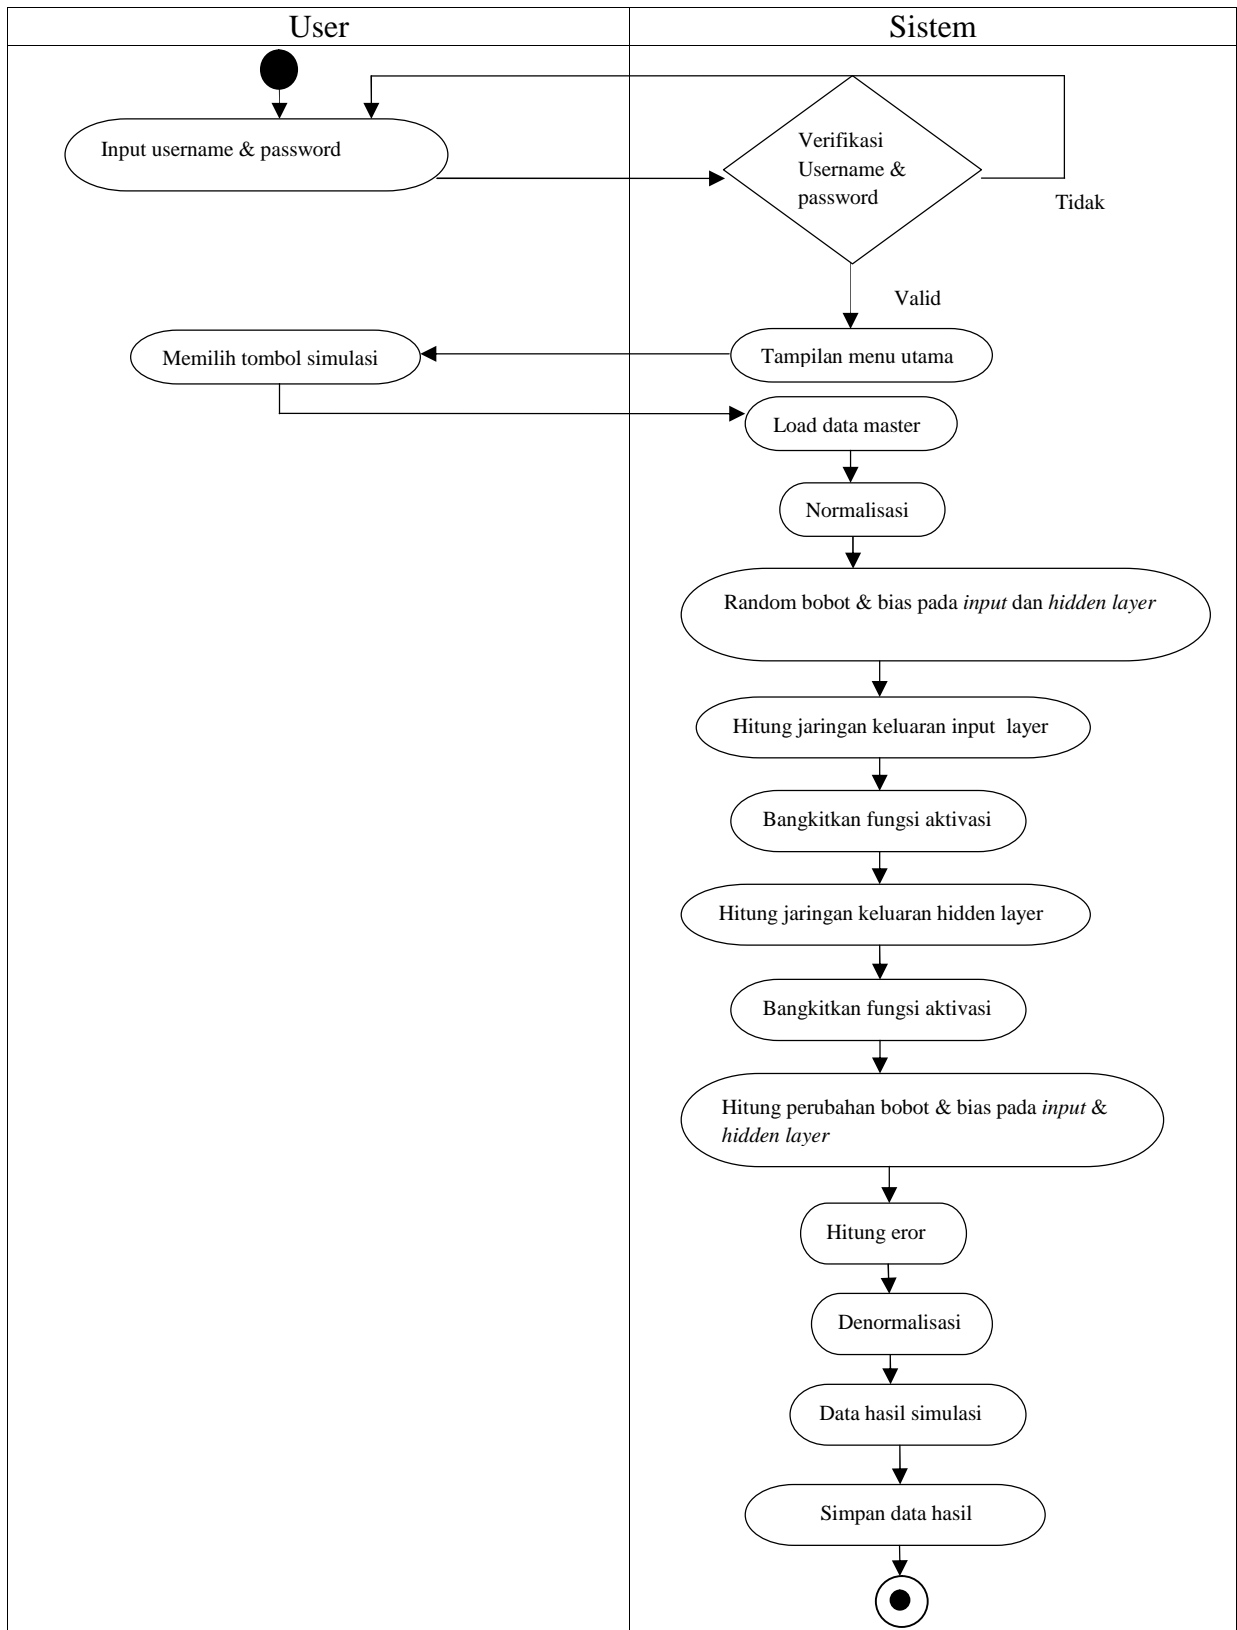 User
Sistem
Input username & password
Verifikasi
Username &
password
Tidak
Valid
Memilih tombol simulasi
Tampilan menu utama
Load data master
Normalisasi
Random bobot & bias pada input dan hidden layer
Hitung jaringan keluaran input layer
Bangkitkan fungsi aktivasi
Hitung jaringan keluaran hidden layer
Bangkitkan fungsi aktivasi
Hitung perubahan bobot & bias pada input &
hidden layer
Hitung eror
Denormalisasi
Data hasil simulasi
Simpan data hasil